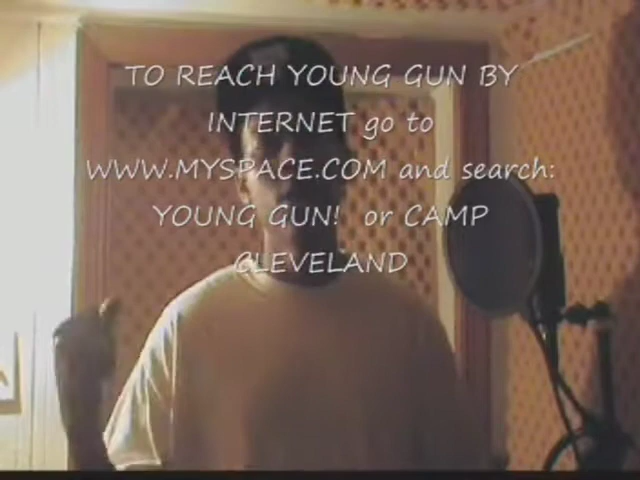 TO REACH YOUNG GUN BY
INTERNET go to
WWW.MYSPACE.COM and search:
YOUNG GUN! or CAMP
CLEVELAND